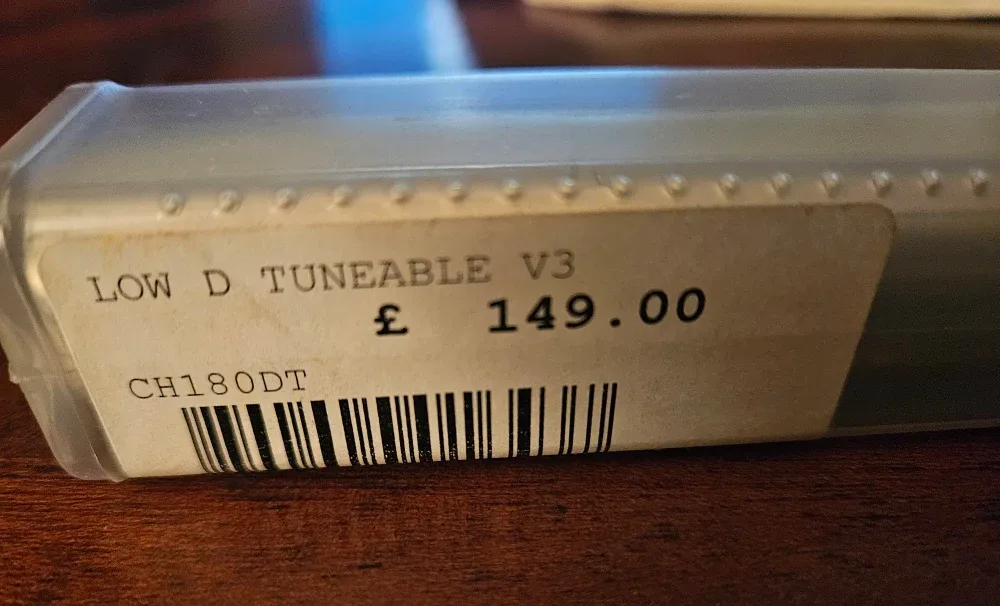 LOW D TUNEABLE V3
£ 149.00
CH180DT